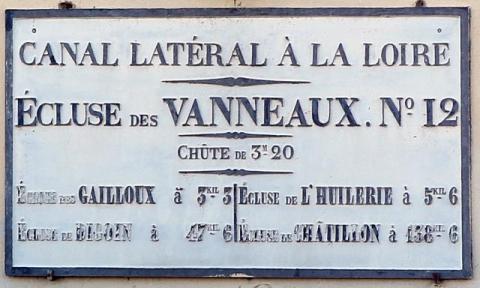 CANAL LATÉRAL À LA LOIRE
ÉCLUSE DES VANNEAUX. No 12
CHÛTE DE 3M 20
ÉCLUSE DES GAILLOUX à 3KIL-3
ÉCLUSE DE L'HUILERIE à 5KIL-6
ÉCLUSE DE DIGOIN à 47KIL-6
ÉCLUSE DE CHÂTILLON à 138KIL-6